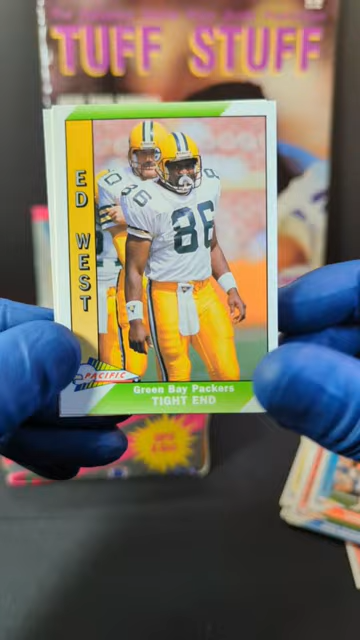 TUFF STUFF
ED WEST
86
86
PACIFIC
Green Bay Packers
TIGHT END